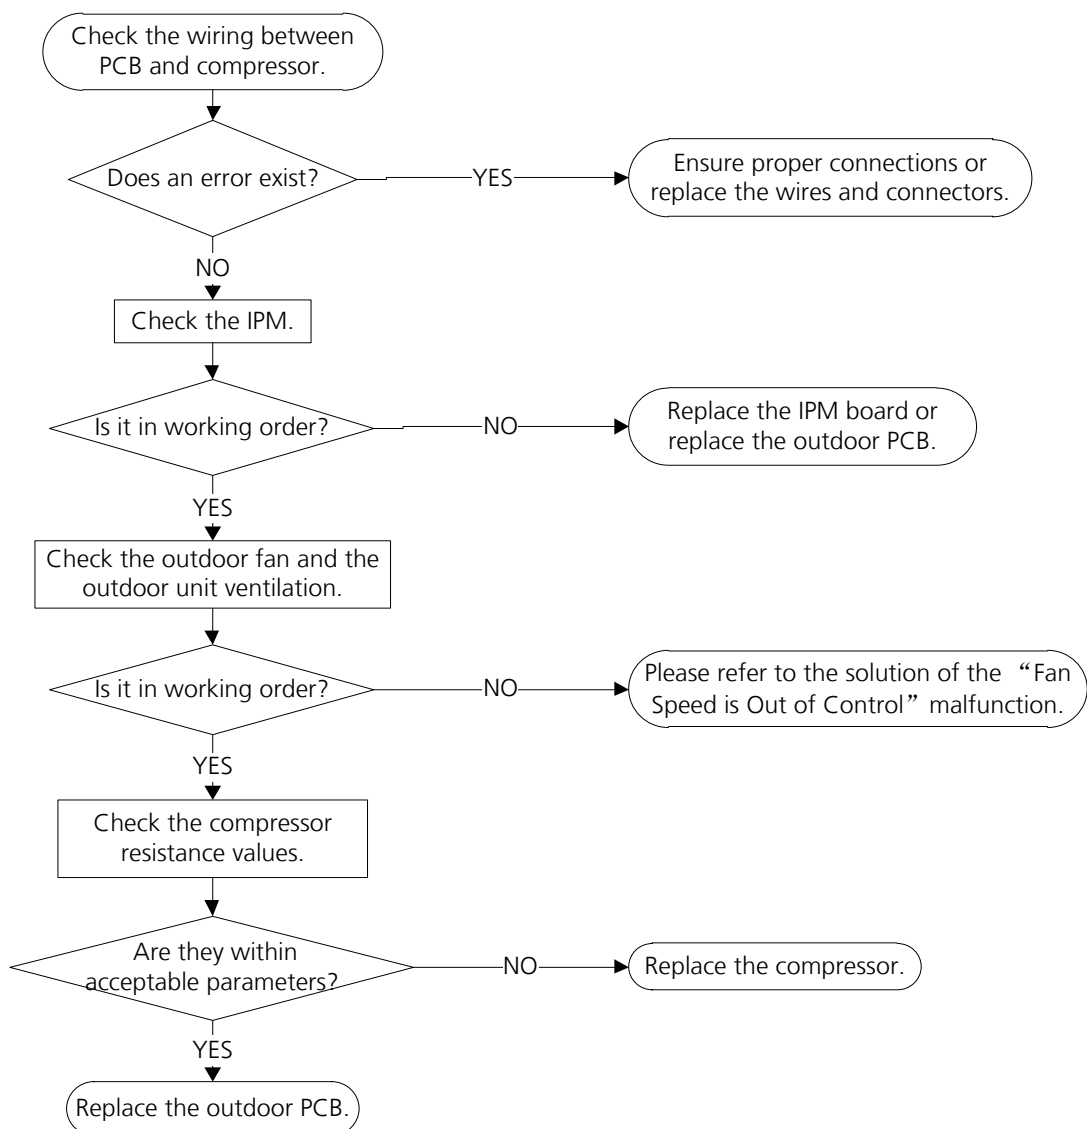 Check the wiring between
PCB and compressor.
Does an error exist?
YES
Ensure proper connections or
replace the wires and connectors.
NO
Check the IPM.
Is it in working order?
NO
Replace the IPM board or
replace the outdoor PCB.
YES
Check the outdoor fan and the
outdoor unit ventilation.
Is it in working order?
NO
Please refer to the solution of the “Fan
Speed is Out of Control” malfunction.
YES
Check the compressor
resistance values.
Are they within
acceptable parameters?
NO
Replace the compressor.
YES
Replace the outdoor PCB.